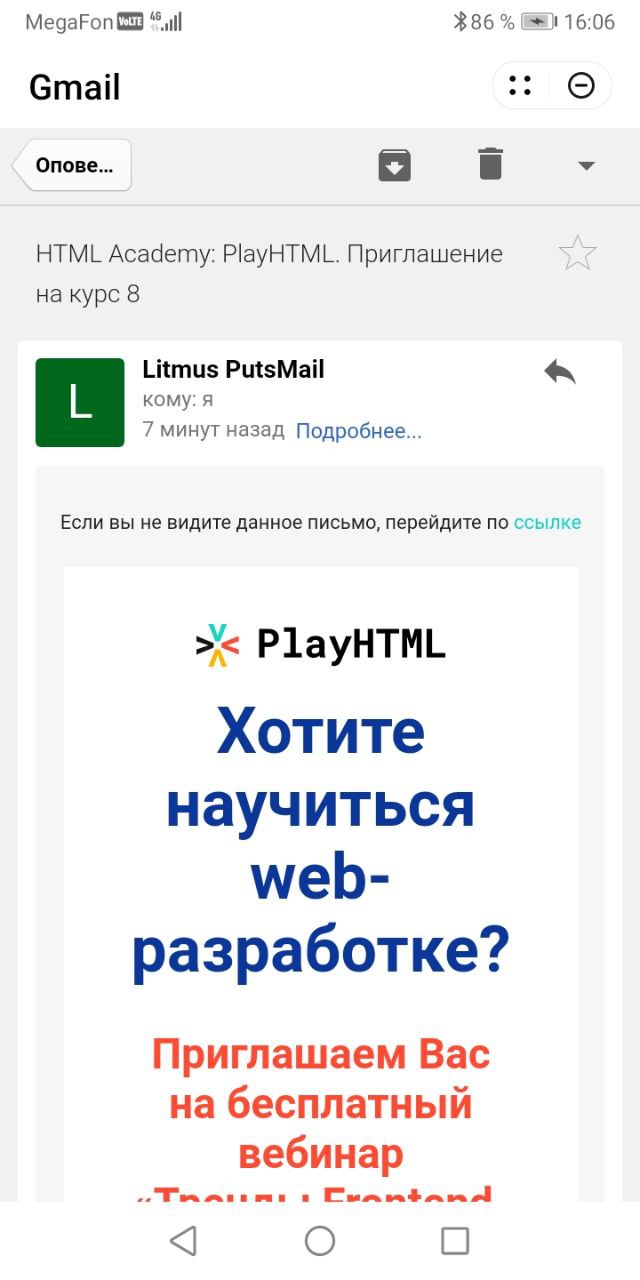 MegaFon VoLTE 4G 86 % 16:06
Gmail
Опове...
HTML Academy: PlayHTML. Приглашение
на курс 8
L
Litmus PutsMail
кому: я
7 минут назад Подробнее...
Если вы не видите данное письмо, перейдите по ссылке
PlayHTML
Хотите
научиться
web-
разработке?
Приглашаем Вас
на бесплатный
вебинар
«Тренды Frontend